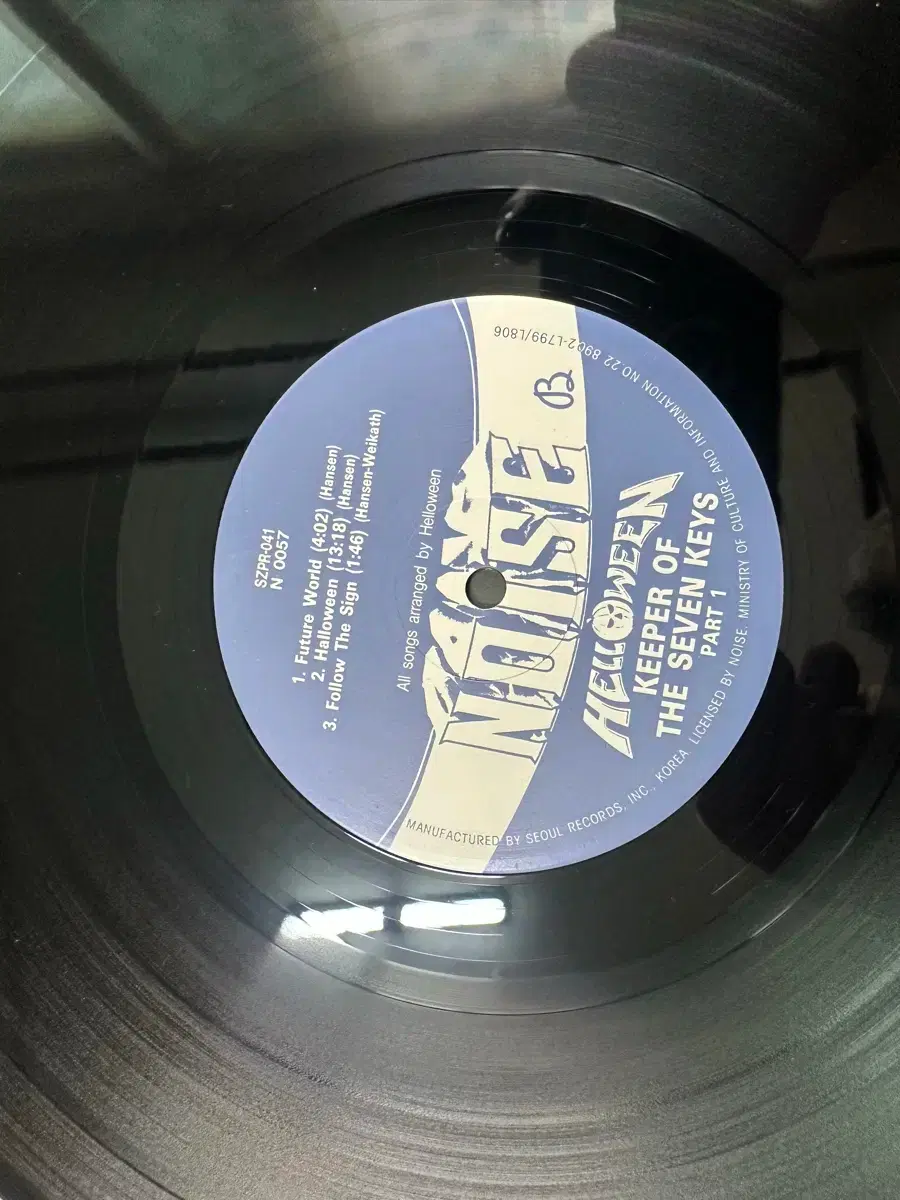 SZPR-041
N 0057
1. Future World (4:02) (Hansen)
2. Halloween (13:18) (Hansen)
3. Follow The Sign (1:46) (Hansen-Weikath)
All songs arranged by Helloween
NOISE
B
HELLOWEEN
KEEPER OF
THE SEVEN KEYS
PART 1
MANUFACTURED BY SEOUL RECORDS, INC., KOREA LICENSED BY NOISE. MINISTRY OF CULTURE AND INFORMATION NO.22 8902-L799/L806